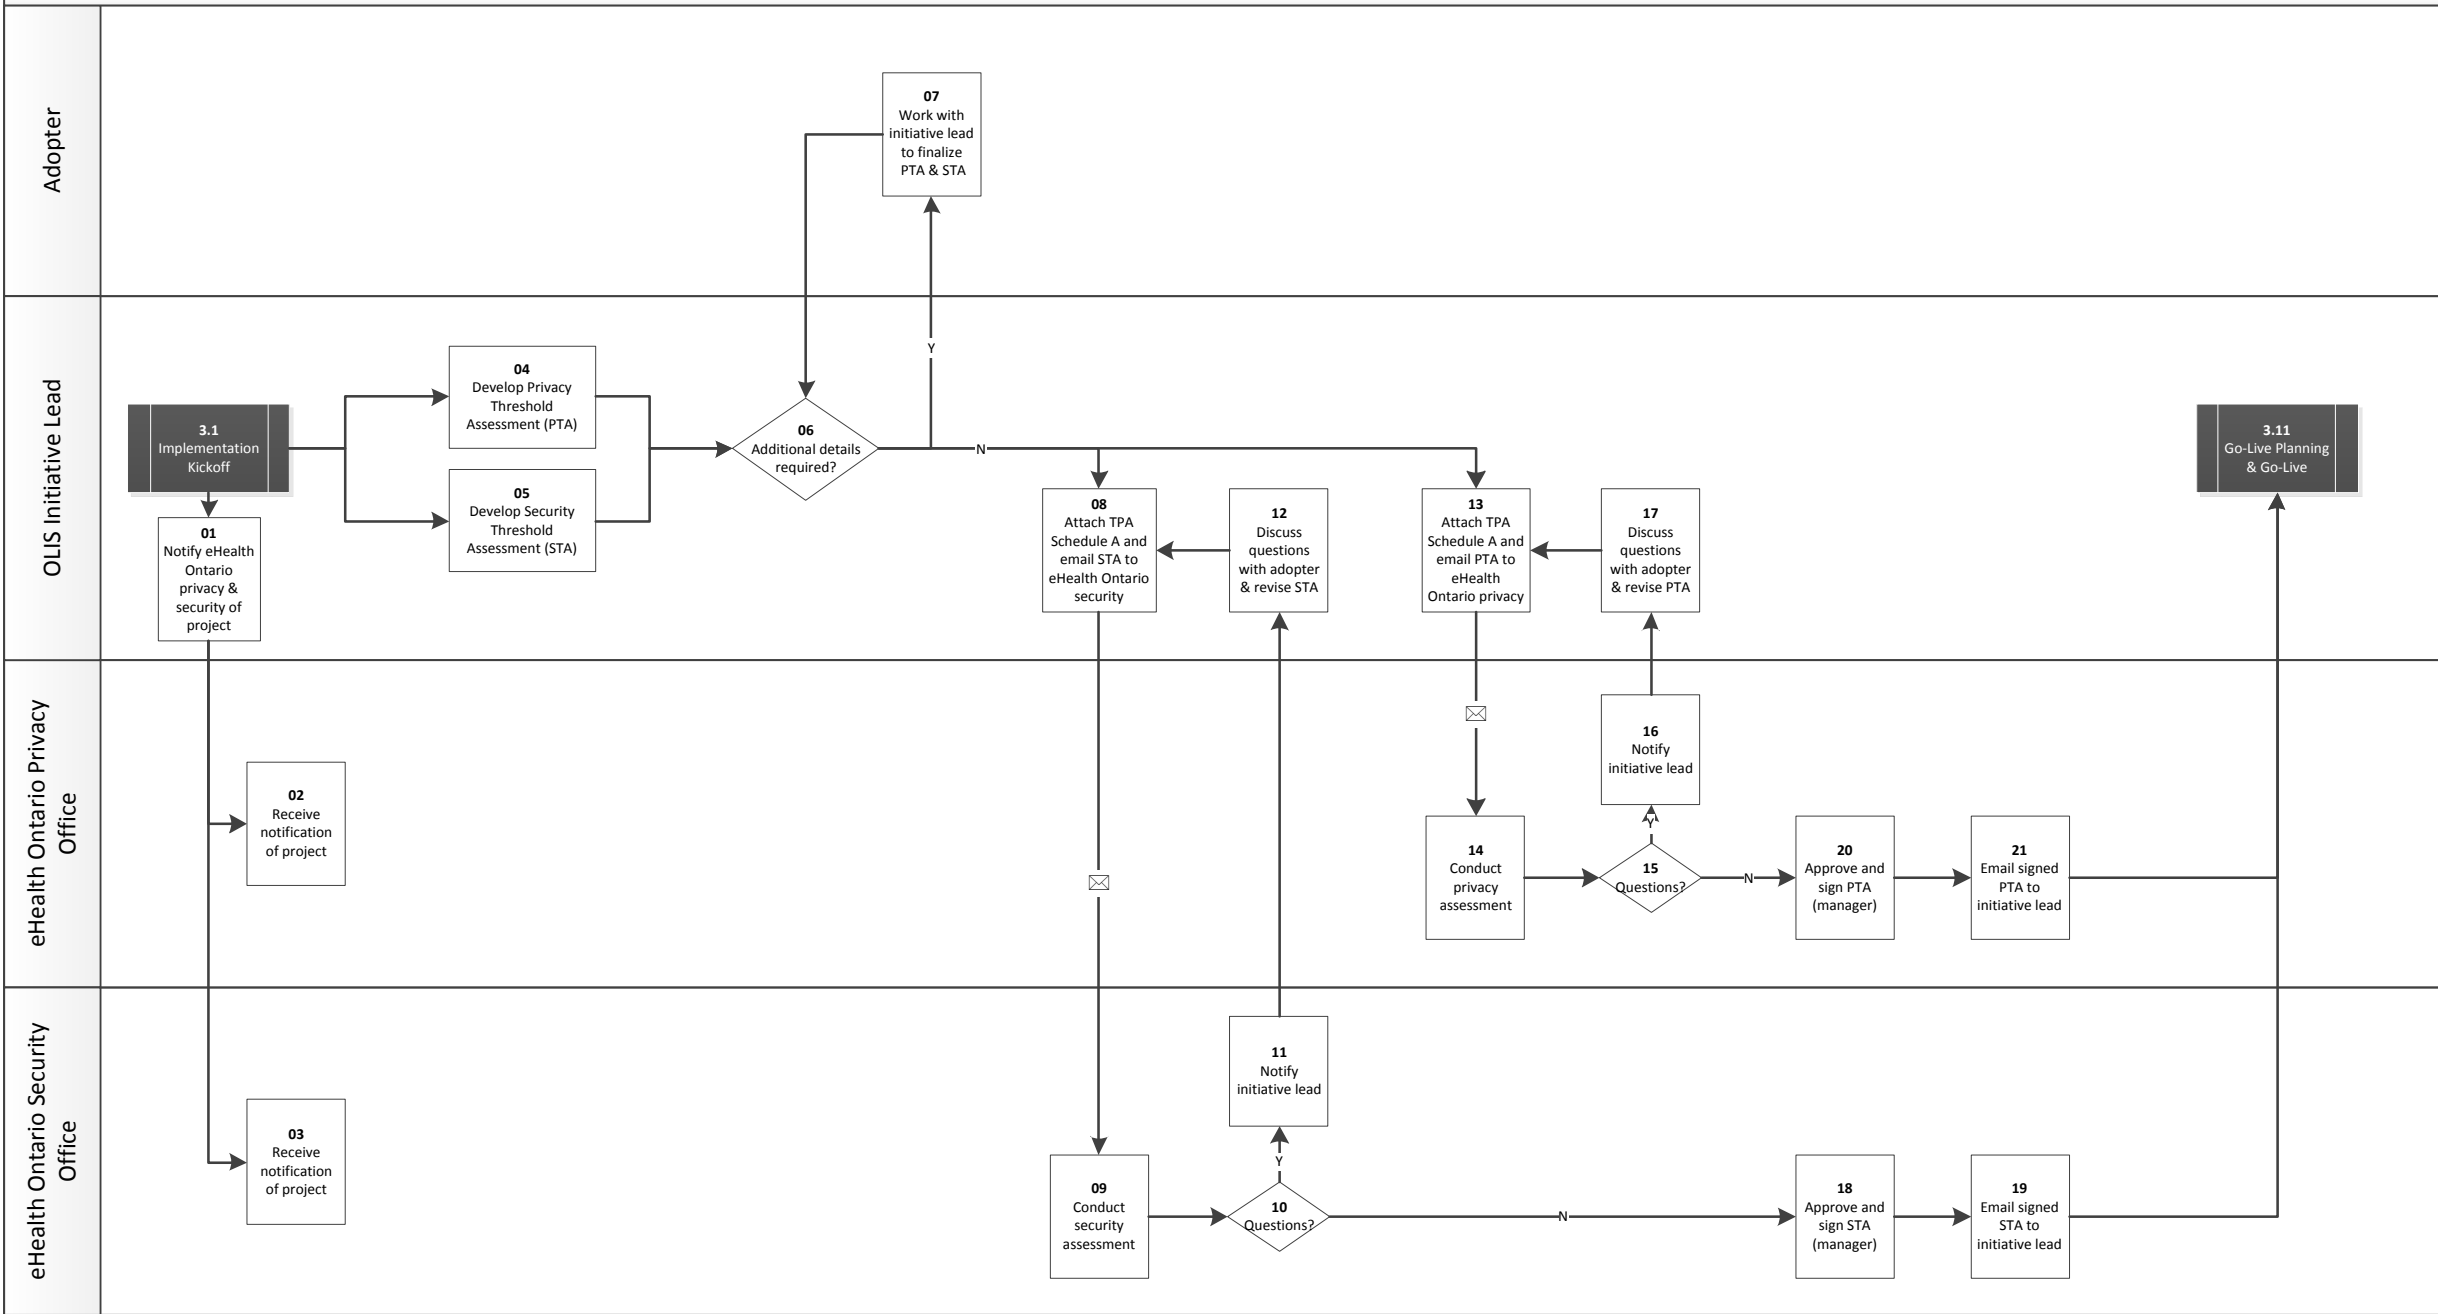 Adopter
07
Work with
initiative lead
to finalize
PTA & STA
OLIS Initiative Lead
3.1
Implementation
Kickoff
01
Notify eHealth
Ontario
privacy &
security of
project
04
Develop Privacy
Threshold
Assessment (PTA)
05
Develop Security
Threshold
Assessment (STA)
06
Additional details
required?
Y
N
08
Attach TPA
Schedule A and
email STA to
eHealth Ontario
security
12
Discuss
questions
with adopter
& revise STA
13
Attach TPA
Schedule A and
email PTA to
eHealth
Ontario privacy
17
Discuss
questions
with adopter
& revise PTA
3.11
Go-Live Planning
& Go-Live
eHealth Ontario Privacy
Office
02
Receive
notification
of project
14
Conduct
privacy
assessment
15
Questions?
Y
16
Notify
initiative lead
N
20
Approve and
sign PTA
(manager)
21
Email signed
PTA to
initiative lead
eHealth Ontario Security
Office
03
Receive
notification
of project
09
Conduct
security
assessment
10
Questions?
Y
11
Notify
initiative lead
N
18
Approve and
sign STA
(manager)
19
Email signed
STA to
initiative lead